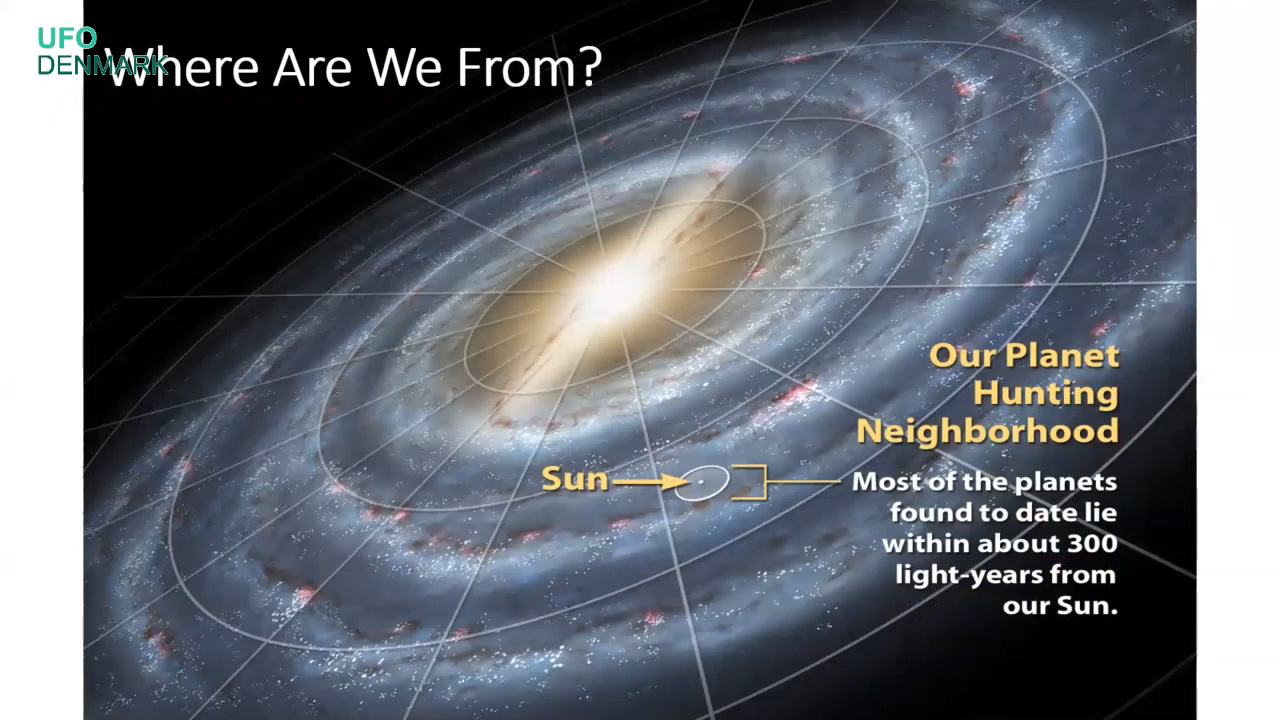 UFO
DENMARK
Where Are We From?
Our Planet
Hunting
Neighborhood
Sun
Most of the planets
found to date lie
within about 300
light-years from
our Sun.